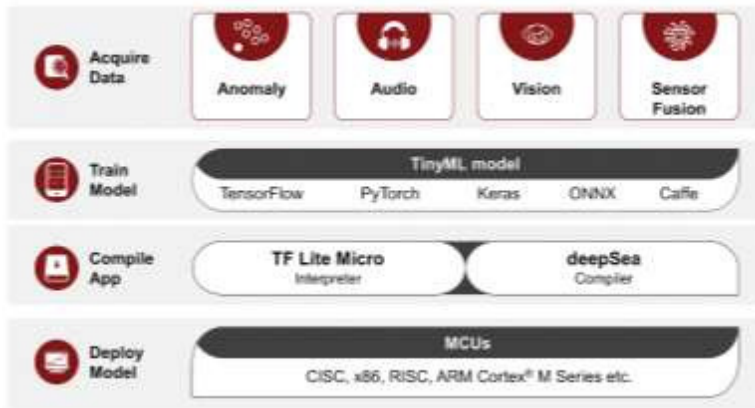 Acquire
Data
Anomaly
Audio
Vision
Sensor
Fusion
Train
Model
TinyML model
TensorFlow PyTorch Keras ONNX Caffe
Compile
App
TF Lite Micro
Interpreter
deepSea
Compiler
Deploy
Model
MCUs
CISC, x86, RISC, ARM Cortex® M Series etc.